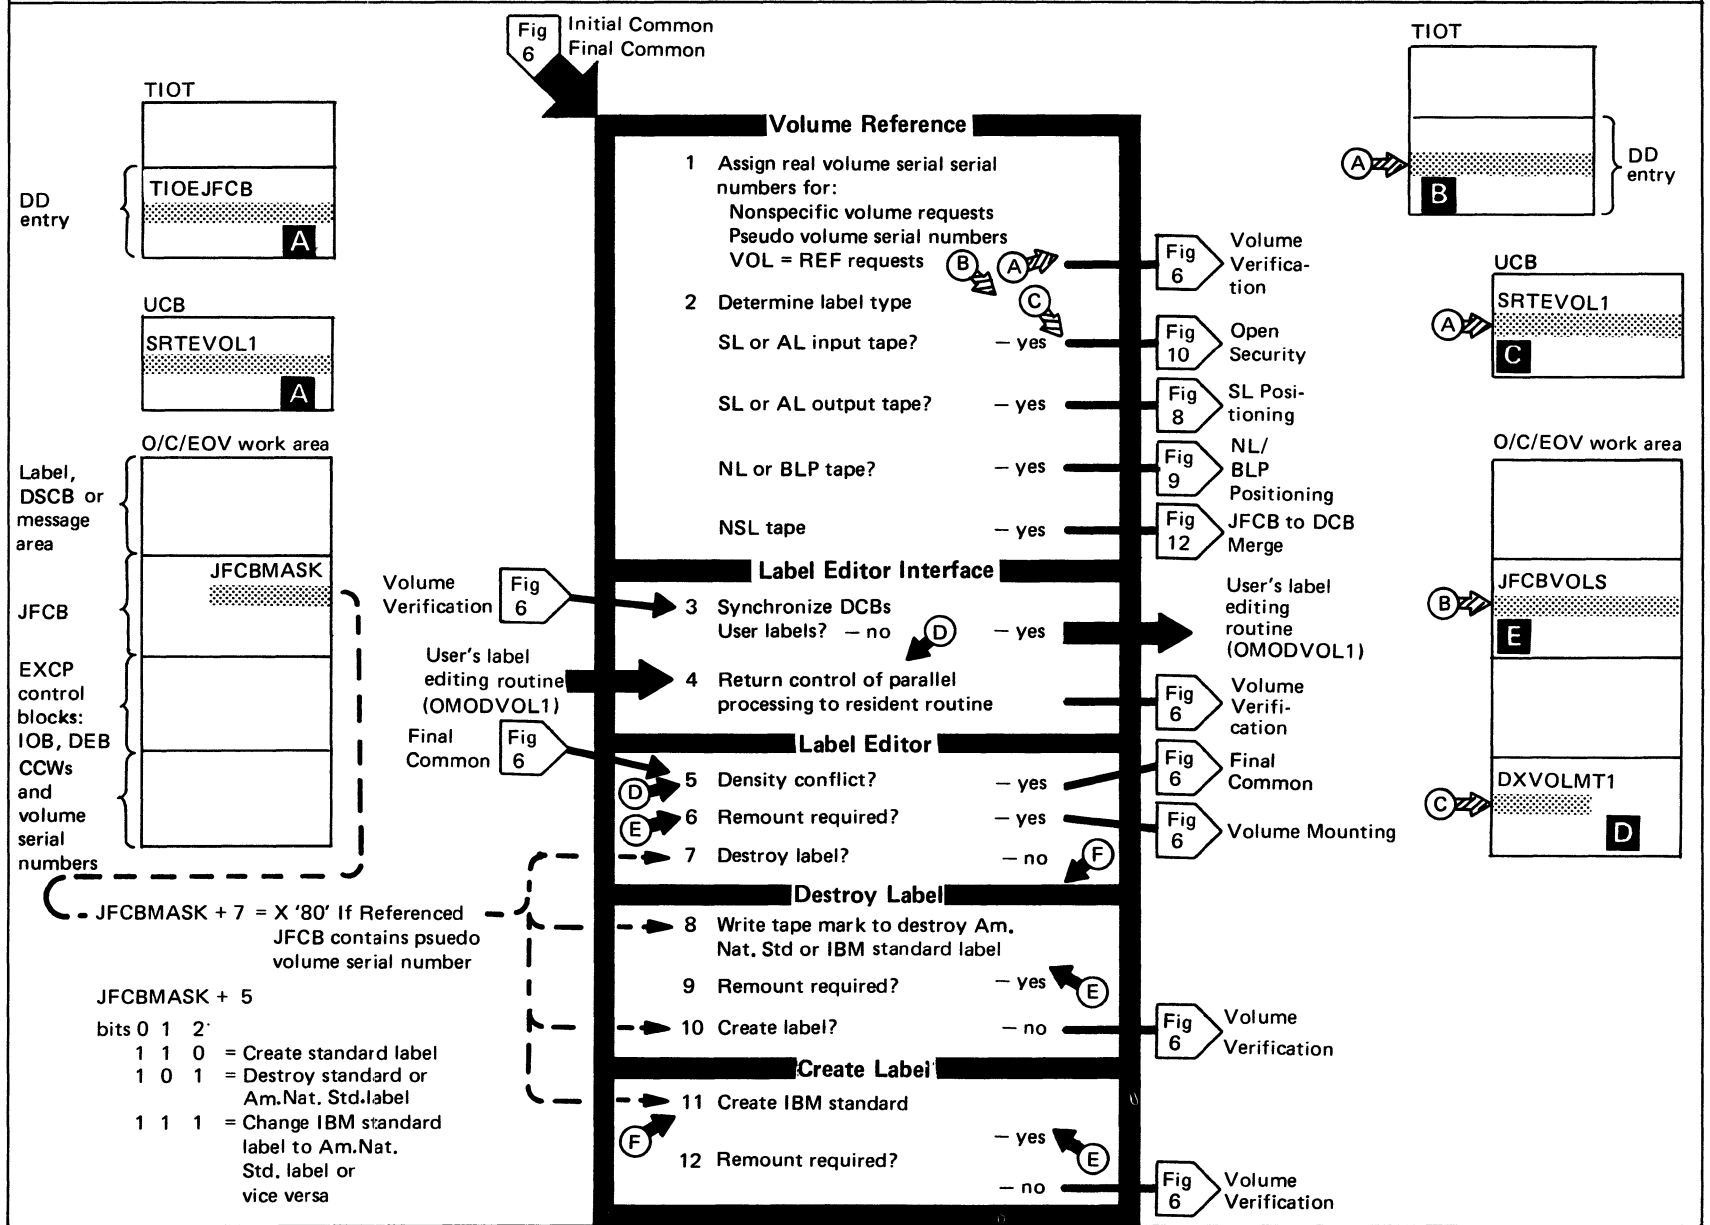 Fig
6
Initial Common
Final Common
TIOT
DD
entry
TIOEJFCB
A
UCB
SRTEVOL1
A
O/C/EOV work area
Label,
DSCB or
message
area
JFCBMASK
JFCB
EXCP
control
blocks:
IOB, DEB
CCWs
and
volume
serial
numbers
JFCBMASK + 7 = X '80' If Referenced
JFCB contains psuedo
volume serial number
JFCBMASK + 5
bits 0 1 2
1 1 0 = Create standard label
1 0 1 = Destroy standard or
Am.Nat. Std.label
1 1 1 = Change IBM standard
label to Am.Nat.
Std. label or
vice versa
Volume
Verification
Fig
6
User's label
editing routine
(OMODVOL1)
Final
Common
Fig
6
Volume Reference
1 Assign real volume serial serial
numbers for:
Nonspecific volume requests
Pseudo volume serial numbers
VOL = REF requests
B
A
Fig
6
Volume
Verifica-
tion
2 Determine label type
C
SL or AL input tape? – yes
Fig
10
Open
Security
SL or AL output tape? – yes
Fig
8
SL Posi-
tioning
NL or BLP tape? – yes
Fig
9
NL/
BLP
Positioning
NSL tape – yes
Fig
12
JFCB to DCB
Merge
Label Editor Interface
3 Synchronize DCBs
User labels? – no
D
– yes
User's label
editing
routine
(OMODVOL1)
4 Return control of parallel
processing to resident routine
Fig
6
Volume
Verifi-
cation
Label Editor
D
5 Density conflict? – yes
Fig
6
Final
Common
E
6 Remount required? – yes
Fig
6
Volume Mounting
7 Destroy label? – no
F
Destroy Label
8 Write tape mark to destroy Am.
Nat. Std or IBM standard label
9 Remount required? – yes
E
10 Create label? – no
Fig
6
Volume
Verification
Create Label
11 Create IBM standard
F
– yes
E
12 Remount required?
– no
Fig
6
Volume
Verification
TIOT
A
B
DD
entry
UCB
SRTEVOL1
A
C
O/C/EOV work area
JFCBVOLS
B
E
DXVOLMT1
C
D